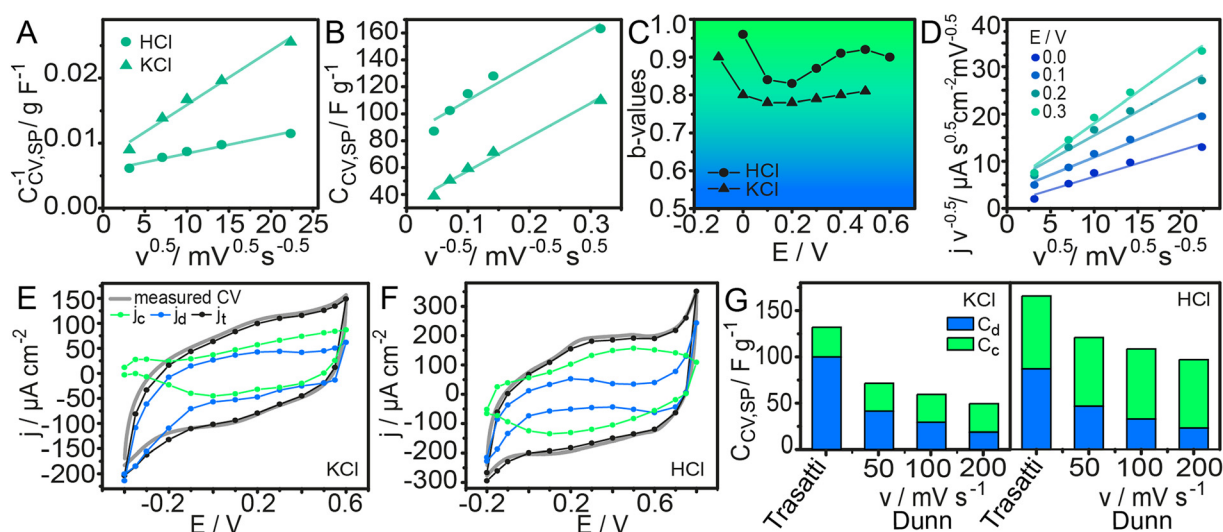 A
C⁻¹CV,SP / g F⁻¹
0.02
0.01
0.00
HCl
KCl
0 5 10 15 20 25
v⁰·⁵/ mV⁰·⁵s⁻⁰·⁵
B
CCV,SP / F g⁻¹
160
140
120
100
80
60
40
0.0 0.1 0.2 0.3
v⁻⁰·⁵/ mV⁻⁰·⁵s⁰·⁵
C
b-values
1.0
0.9
0.8
0.7
0.6
0.5
HCl
KCl
-0.2 0.0 0.2 0.4 0.6
E / V
D
j v⁻⁰·⁵/ µA s⁰·⁵cm⁻²mV⁻⁰·⁵
40
35
30
25
20
15
10
5
0
E / V
0.0
0.1
0.2
0.3
0 5 10 15 20
v⁰·⁵/ mV⁰·⁵s⁻⁰·⁵
E
j / µA cm⁻²
150
100
50
0
-50
-100
-150
-200
measured CV
jc jd jt
KCl
-0.2 0.2 0.6
E / V
F
j / µA cm⁻²
300
200
100
0
-100
-200
-300
HCl
-0.2 0.2 0.6
E / V
G
CCV,SP / F g⁻¹
150
100
50
0
KCl
Cd
Cc
HCl
Trasatti 50 100 200
Trasatti 50 100 200
v / mV s⁻¹
v / mV s⁻¹
Dunn
Dunn